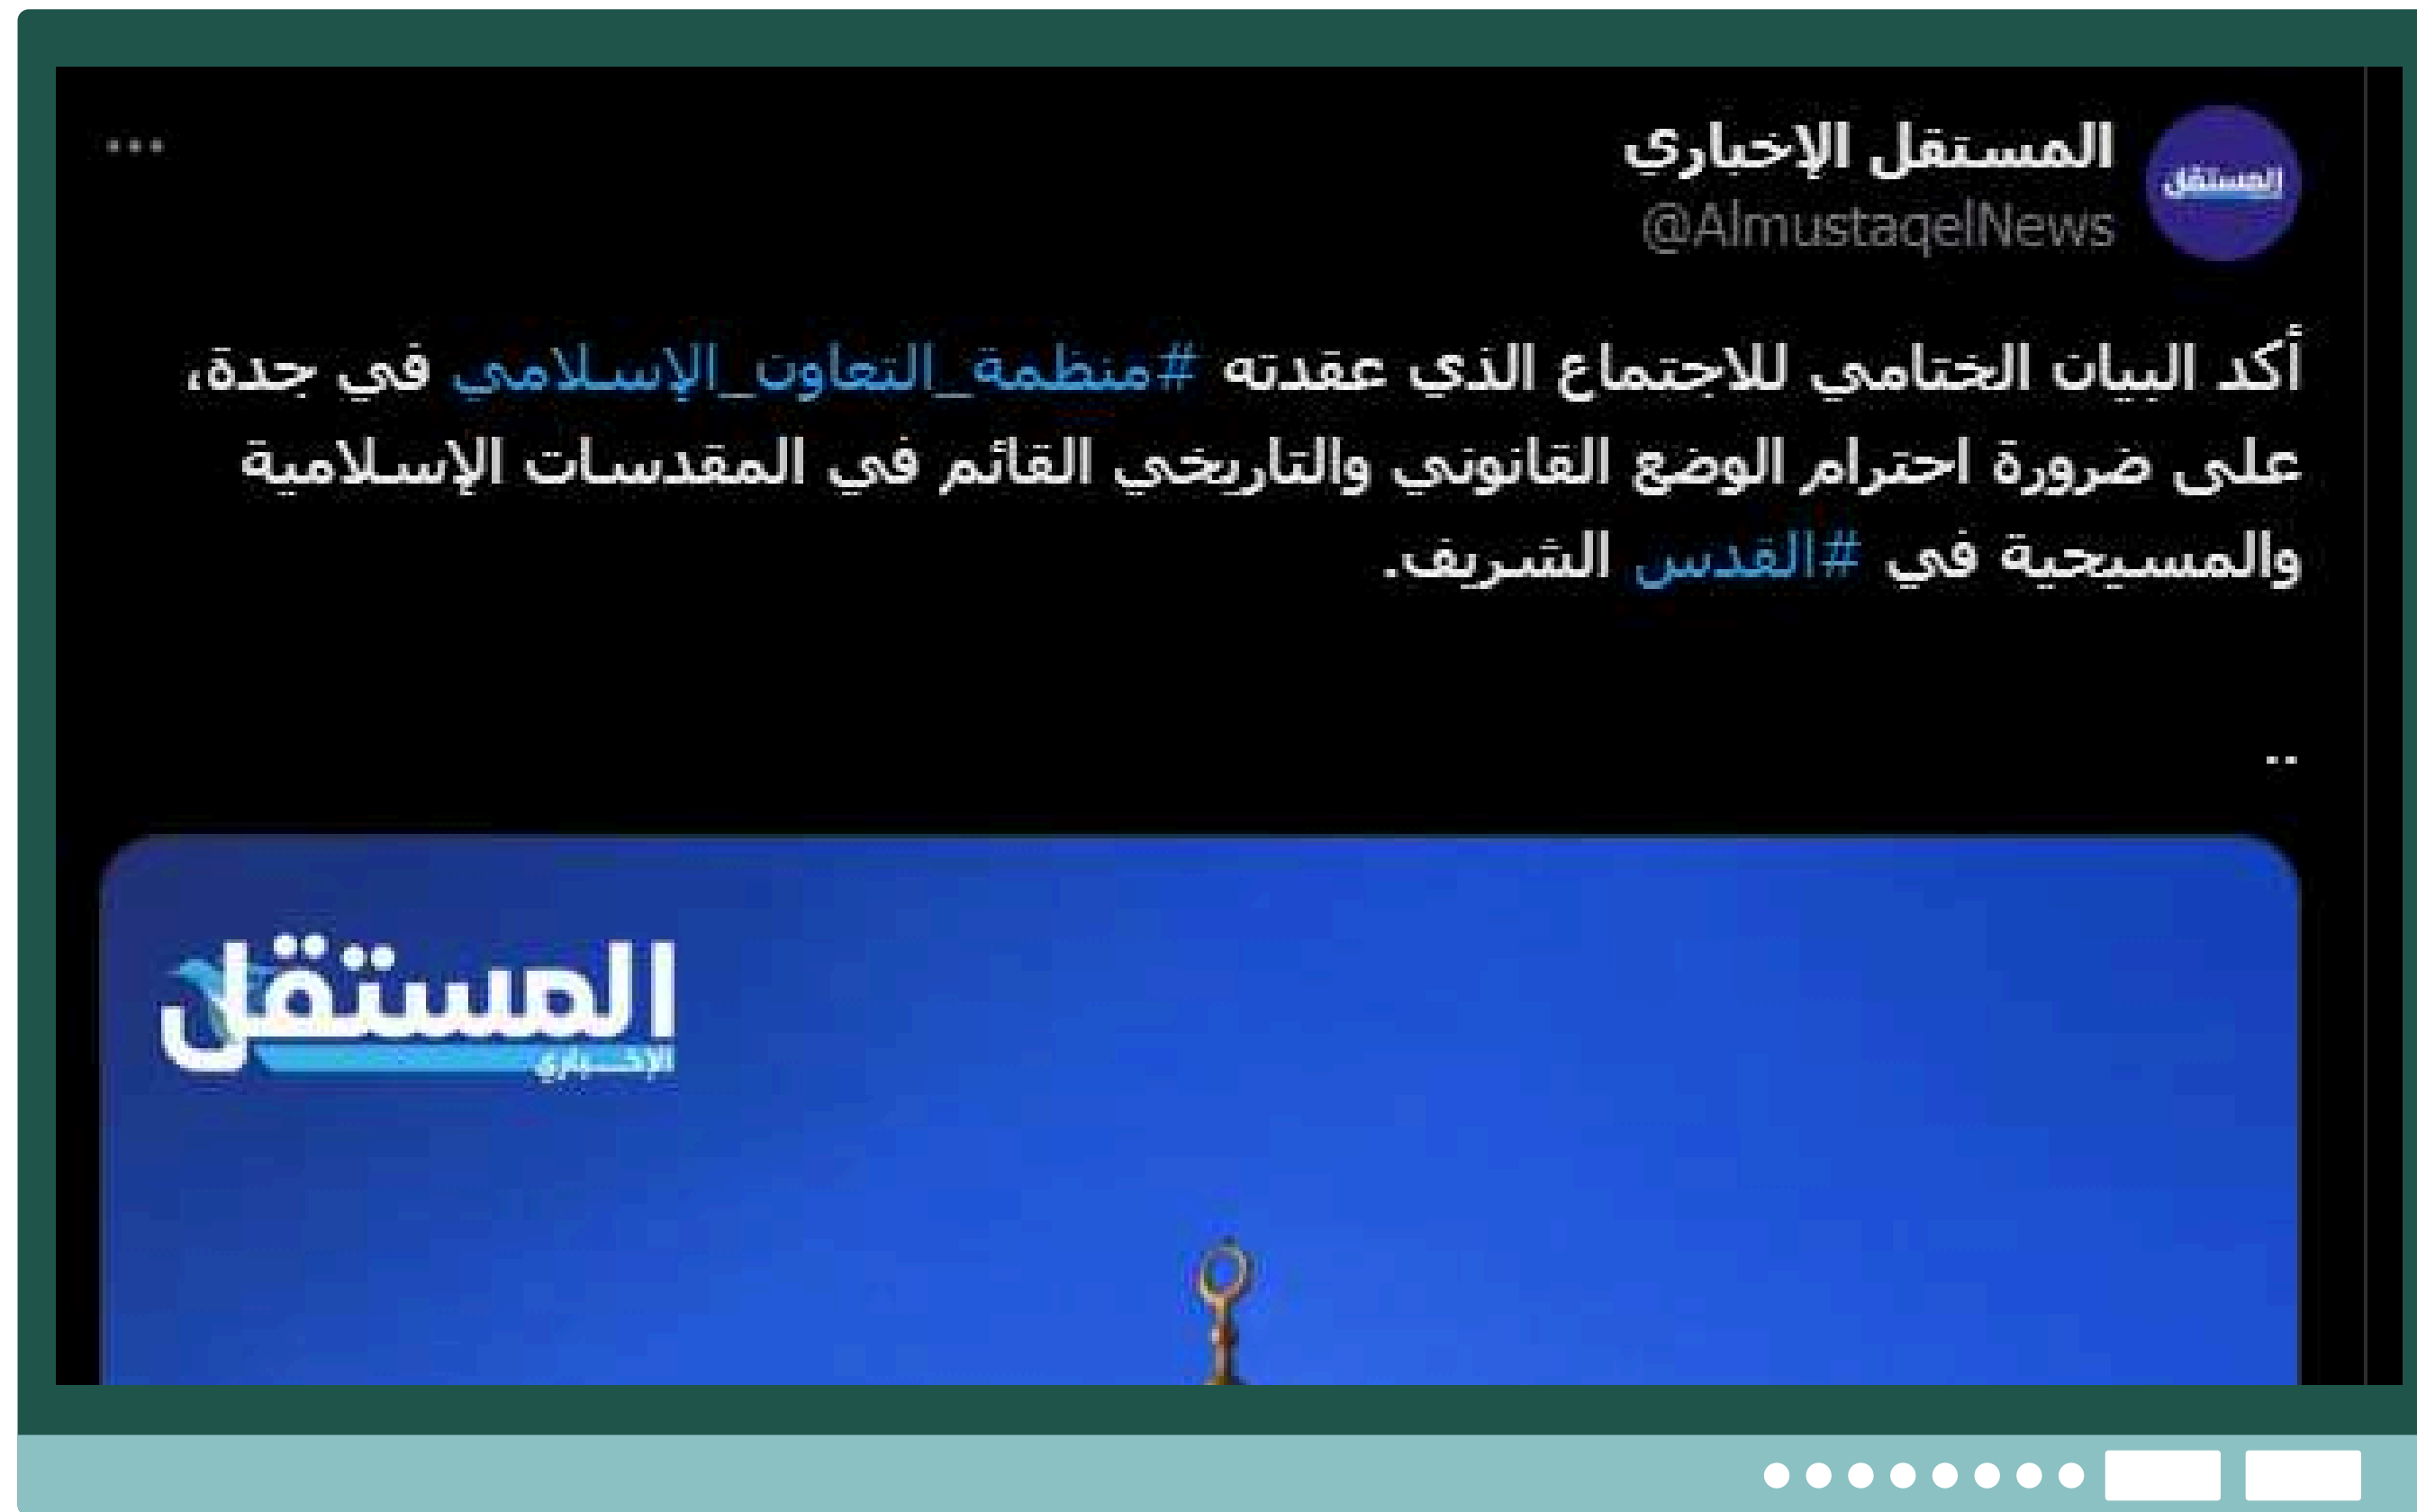 المستقل الإخباري
@AlmustaqelNews
المستقل
أكد البيان الختامي للاجتماع الذي عقدته #منظمة_التعاون_الإسلامي في جدة،
على ضرورة احترام الوضع القانوني والتاريخي القائم في المقدسات الإسلامية
والمسيحية في #القدس الشريف.
..
المستقل
الإخباري